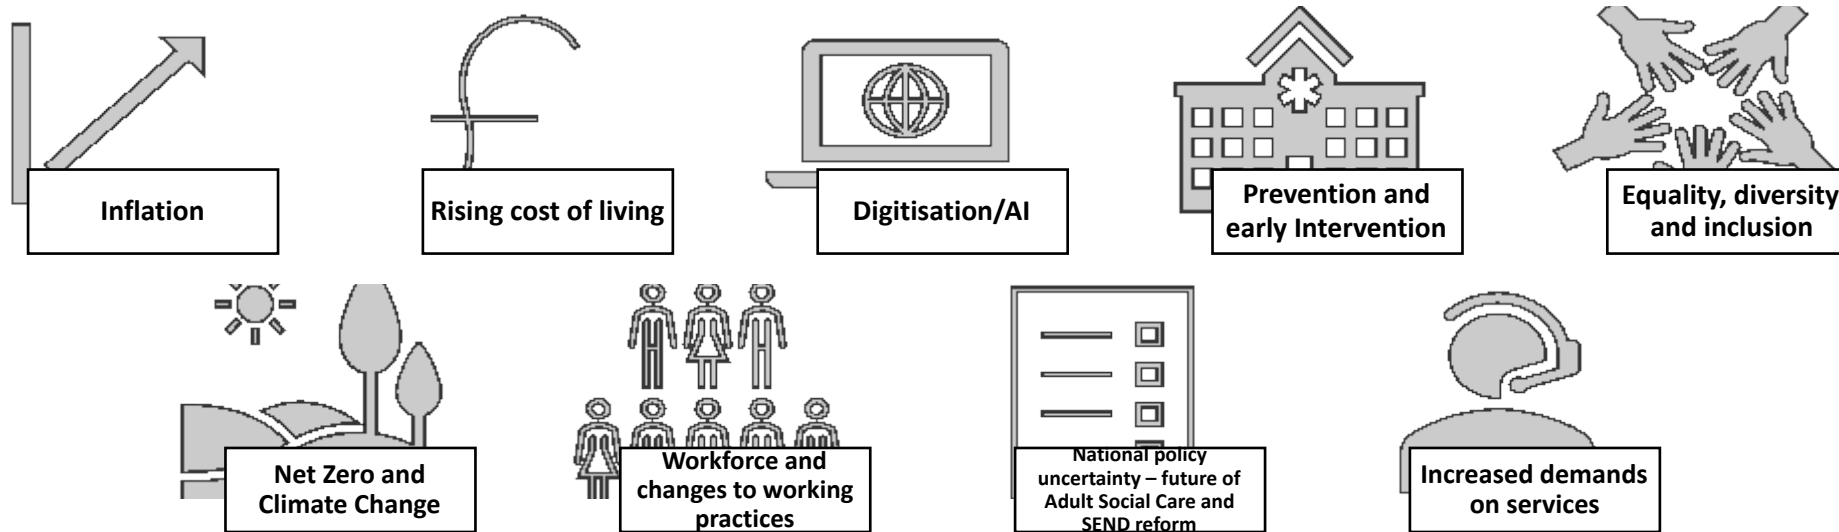 Inflation
Rising cost of living
Digitisation/AI
Prevention and
early Intervention
Equality, diversity
and inclusion
Net Zero and
Climate Change
Workforce and
changes to working
practices
National policy
uncertainty – future of
Adult Social Care and
SEND reform
Increased demands
on services